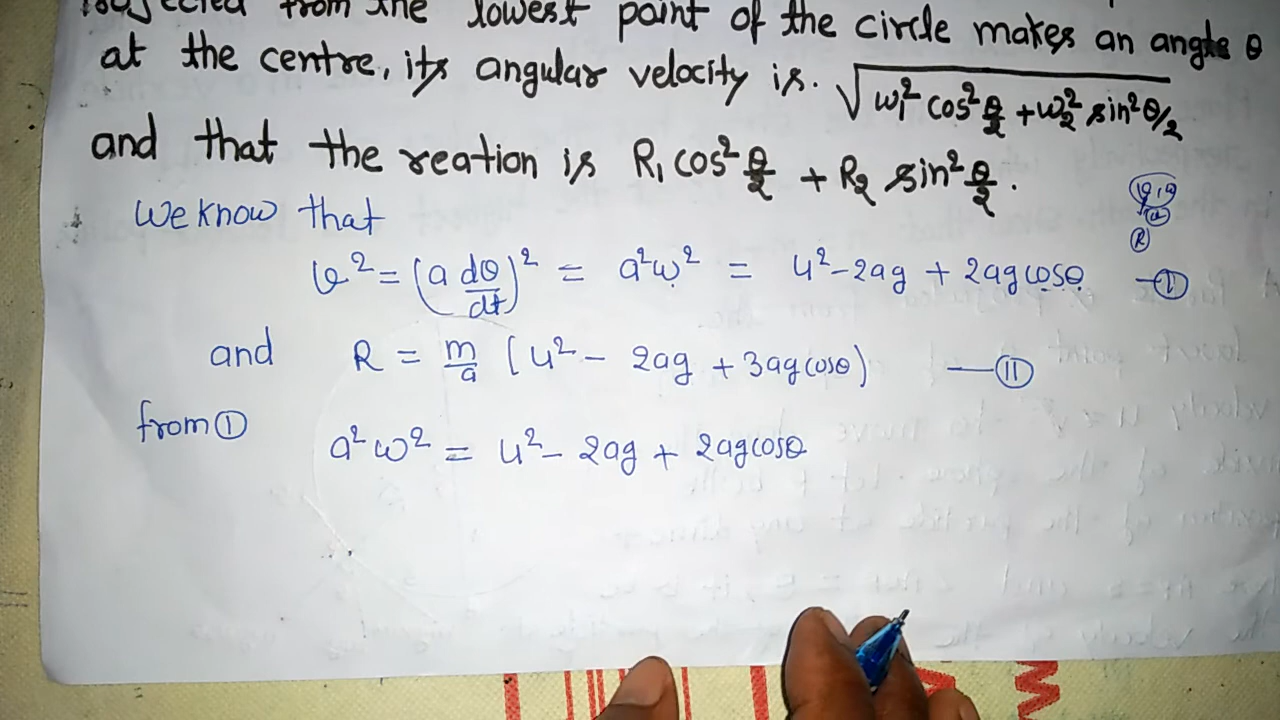 from the lowest point of the circle makes an angle θ
at the centre, its angular velocity is. √(ω₁² cos² θ/2 + ω₂² sin² θ/2)
and that the reation is R₁ cos² θ/2 + R₂ sin² θ/2.
We know that
v² = (a dθ/dt)² = a²ω² = u² - 2ag + 2ag cosθ —Ⓘ
and R = m/a (u² - 2ag + 3ag cosθ) —Ⓘ︎Ⓘ
from Ⓘ
a²ω² = u² - 2ag + 2ag cosθ